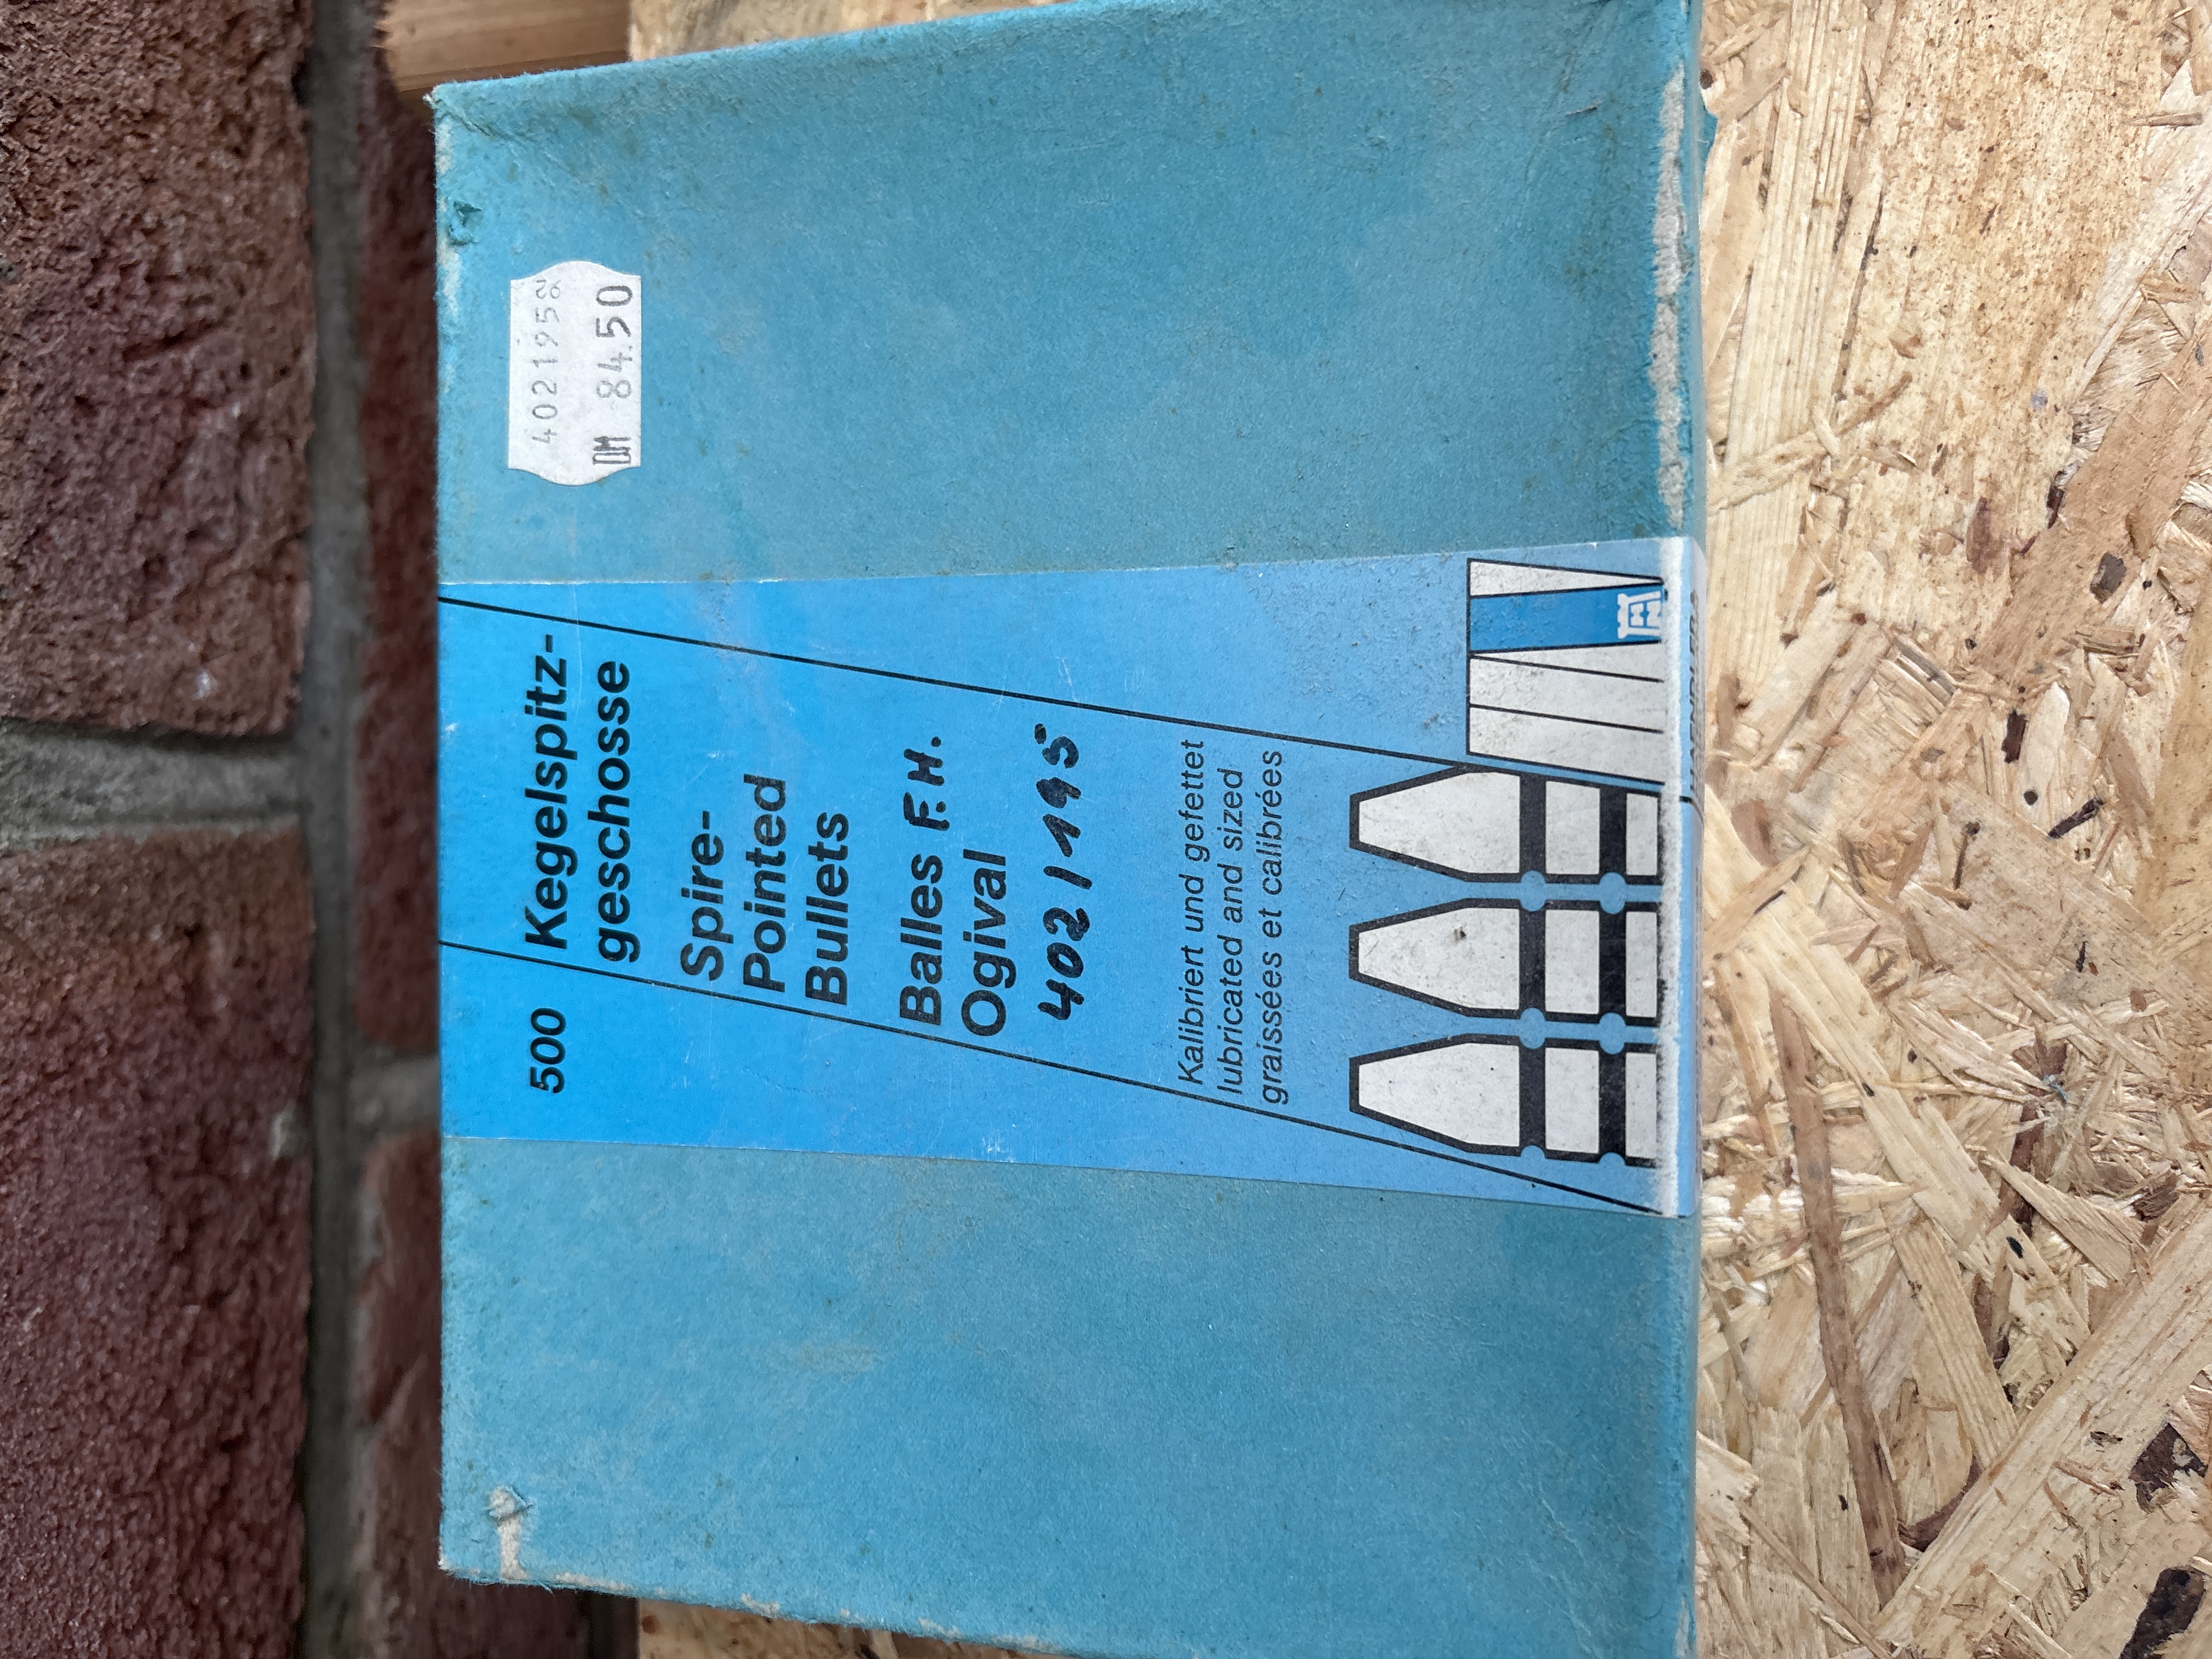 4021958
DM 84.50
500 Kegelspitz-
geschosse
Spire-
Pointed
Bullets
Balles F.H.
Ogival
402/195
Kalibriert und gefettet
lubricated and sized
graissées et calibrées